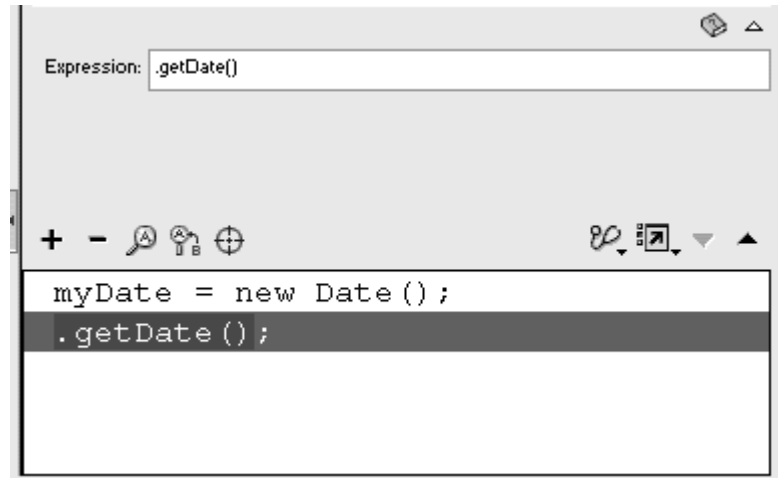 Expression: .getDate()
myDate = new Date();
.getDate();